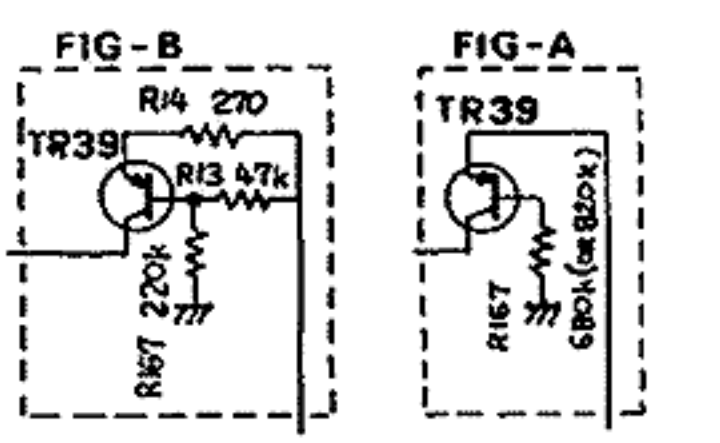 FIG-B
R14 270
TR39
R13 47k
R167 220k
FIG-A
TR39
R167
680k(or 820k)